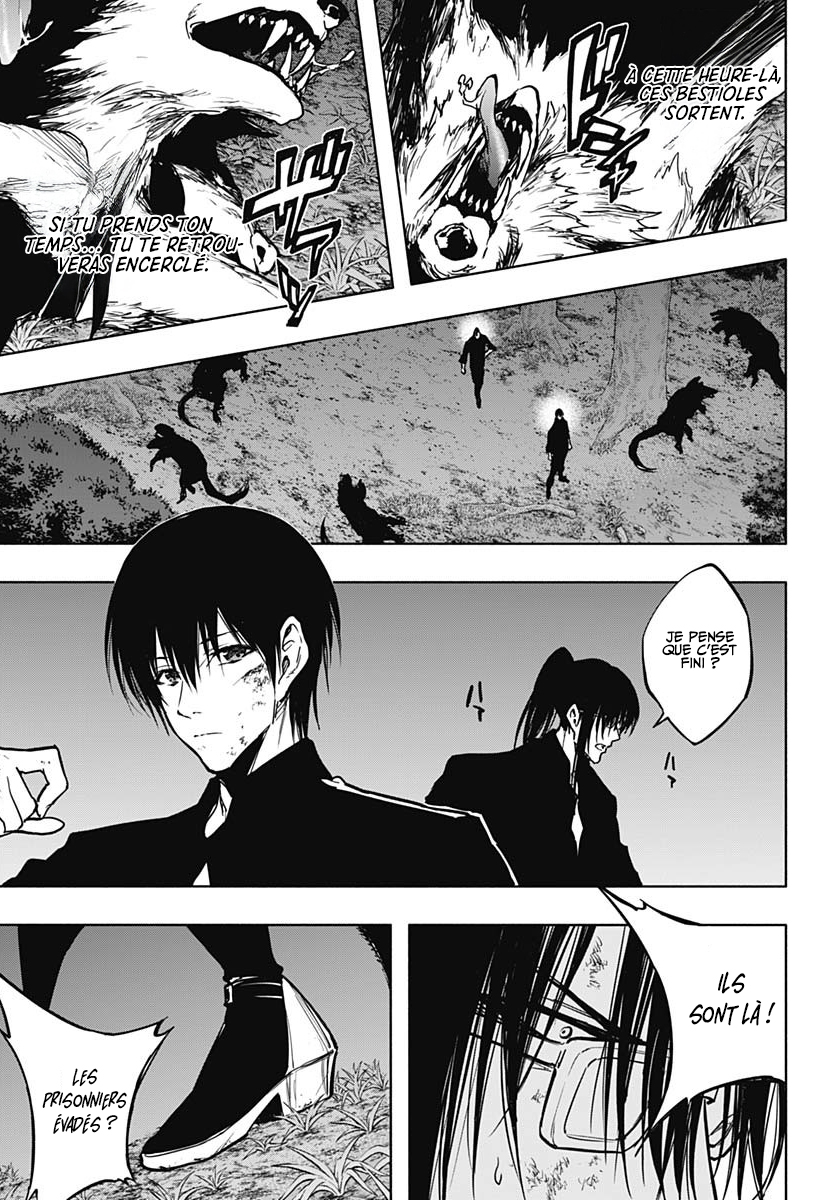 À CETTE HEURE-LÀ,
CES BESTIOLES
SORTENT.
SI TU PRENDS TON
TEMPS... TU TE RETROU-
VERAS ENCERCLÉ.
JE PENSE
QUE C'EST
FINI ?
ILS
SONT LÀ !
LES
PRISONNIERS
ÉVADÉS ?